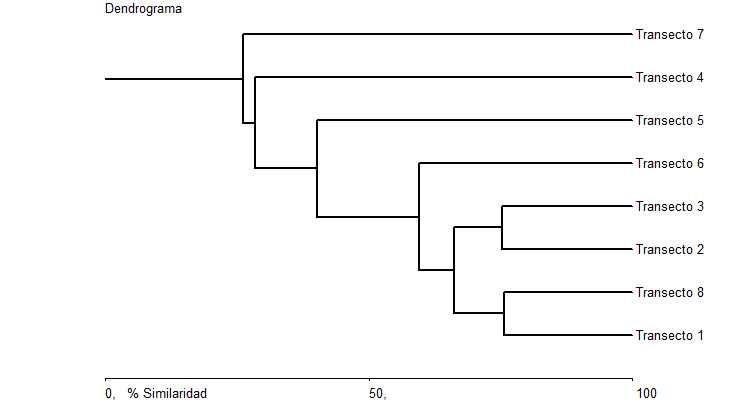 Dendrograma
Transecto 7
Transecto 4
Transecto 5
Transecto 6
Transecto 3
Transecto 2
Transecto 8
Transecto 1
0, % Similaridad 50, 100